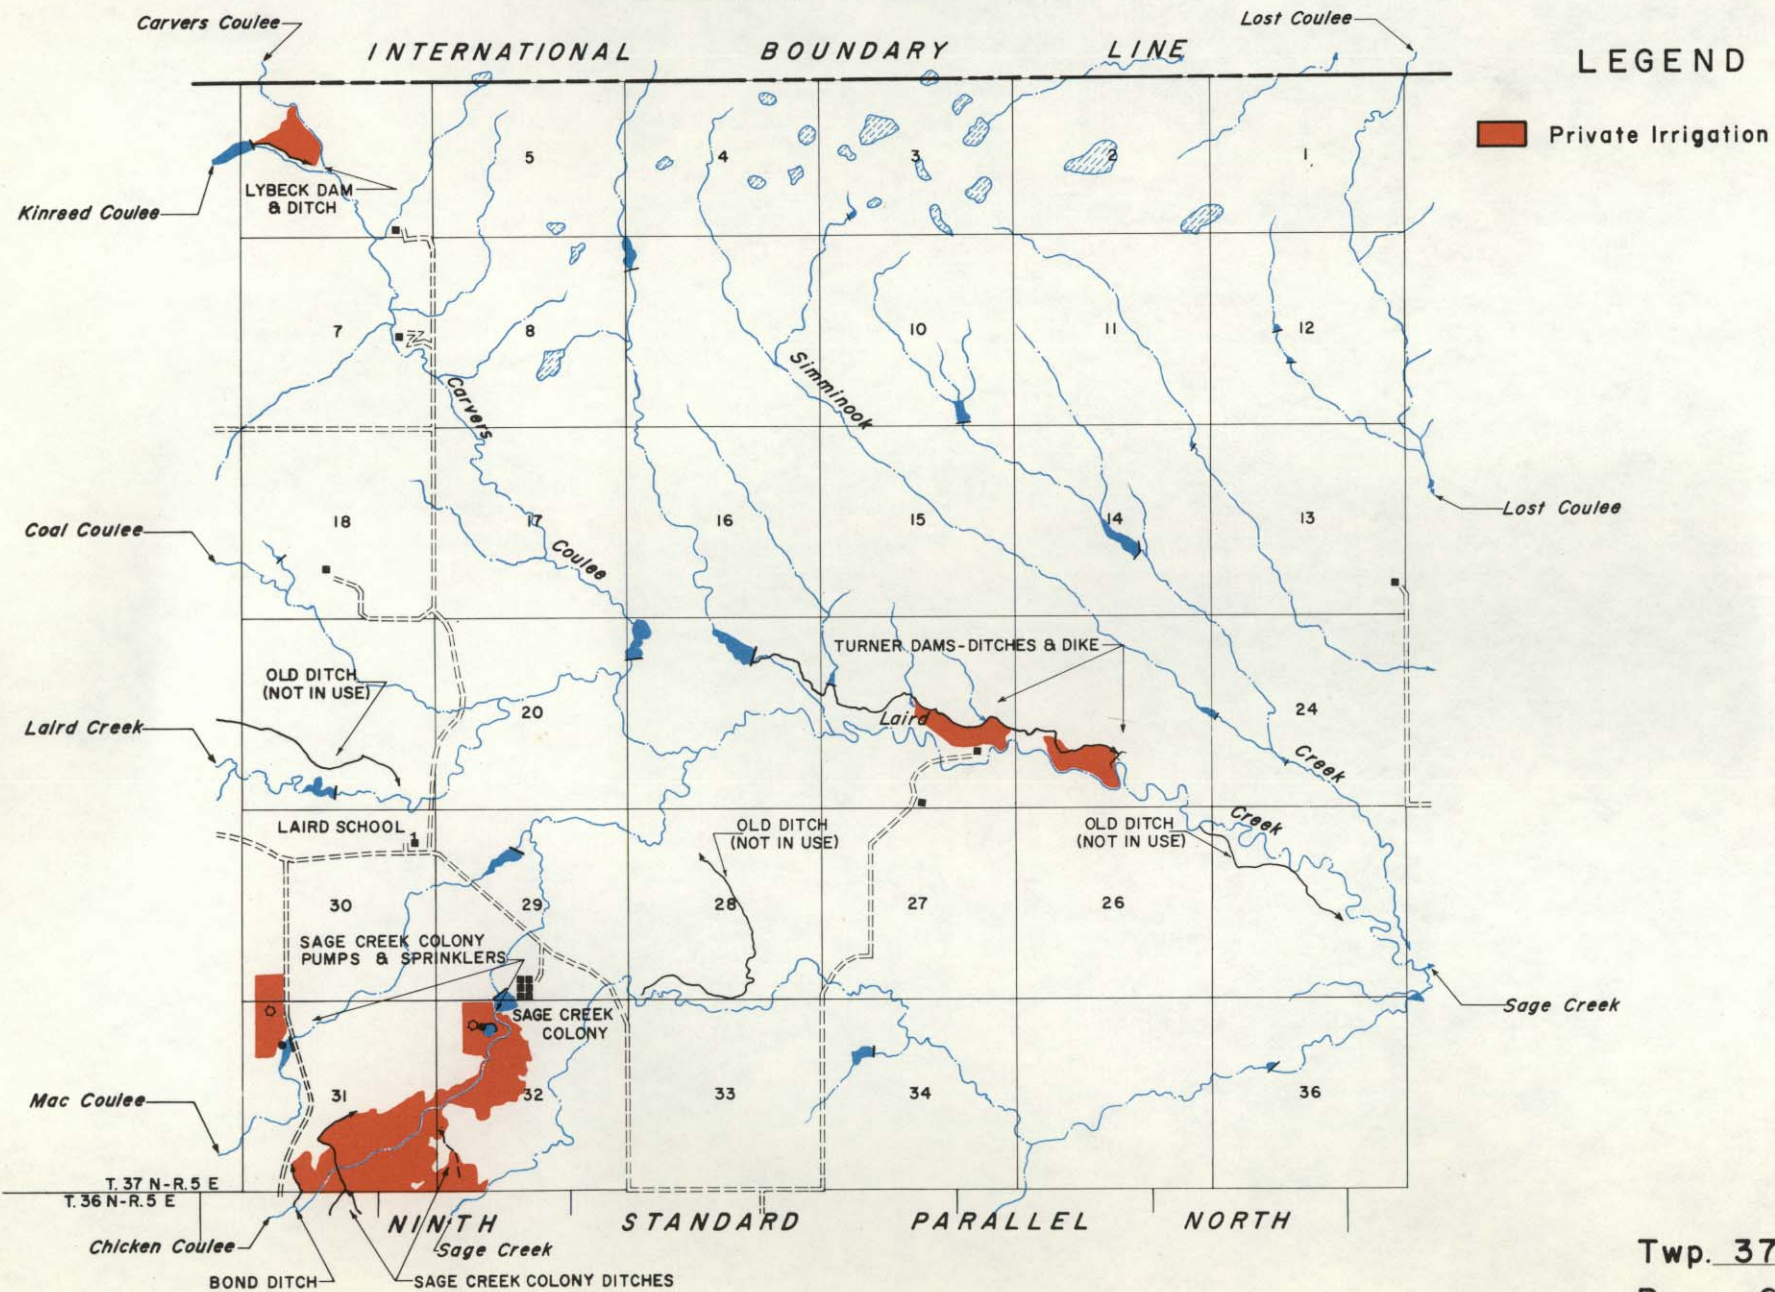 Carvers Coulee
Lost Coulee
INTERNATIONAL BOUNDARY LINE
LEGEND
Private Irrigation
5
4
3
2
1
LYBECK DAM
& DITCH
Kinreed Coulee
7
8
10
11
12
Carvers
Simminook
18
17
16
15
14
13
Coal Coulee
Coulee
Lost Coulee
TURNER DAMS-DITCHES & DIKE
OLD DITCH
(NOT IN USE)
20
Laird
24
Laird Creek
Creek
LAIRD SCHOOL
1
OLD DITCH
(NOT IN USE)
OLD DITCH
(NOT IN USE)
Creek
30
29
28
27
26
SAGE CREEK COLONY
PUMPS & SPRINKLERS
SAGE CREEK
COLONY
Sage Creek
31
32
33
34
36
Mac Coulee
T. 37 N-R. 5 E
T. 36 N-R. 5 E
NINTH STANDARD PARALLEL NORTH
Chicken Coulee
Sage Creek
BOND DITCH
SAGE CREEK COLONY DITCHES
Twp. 37